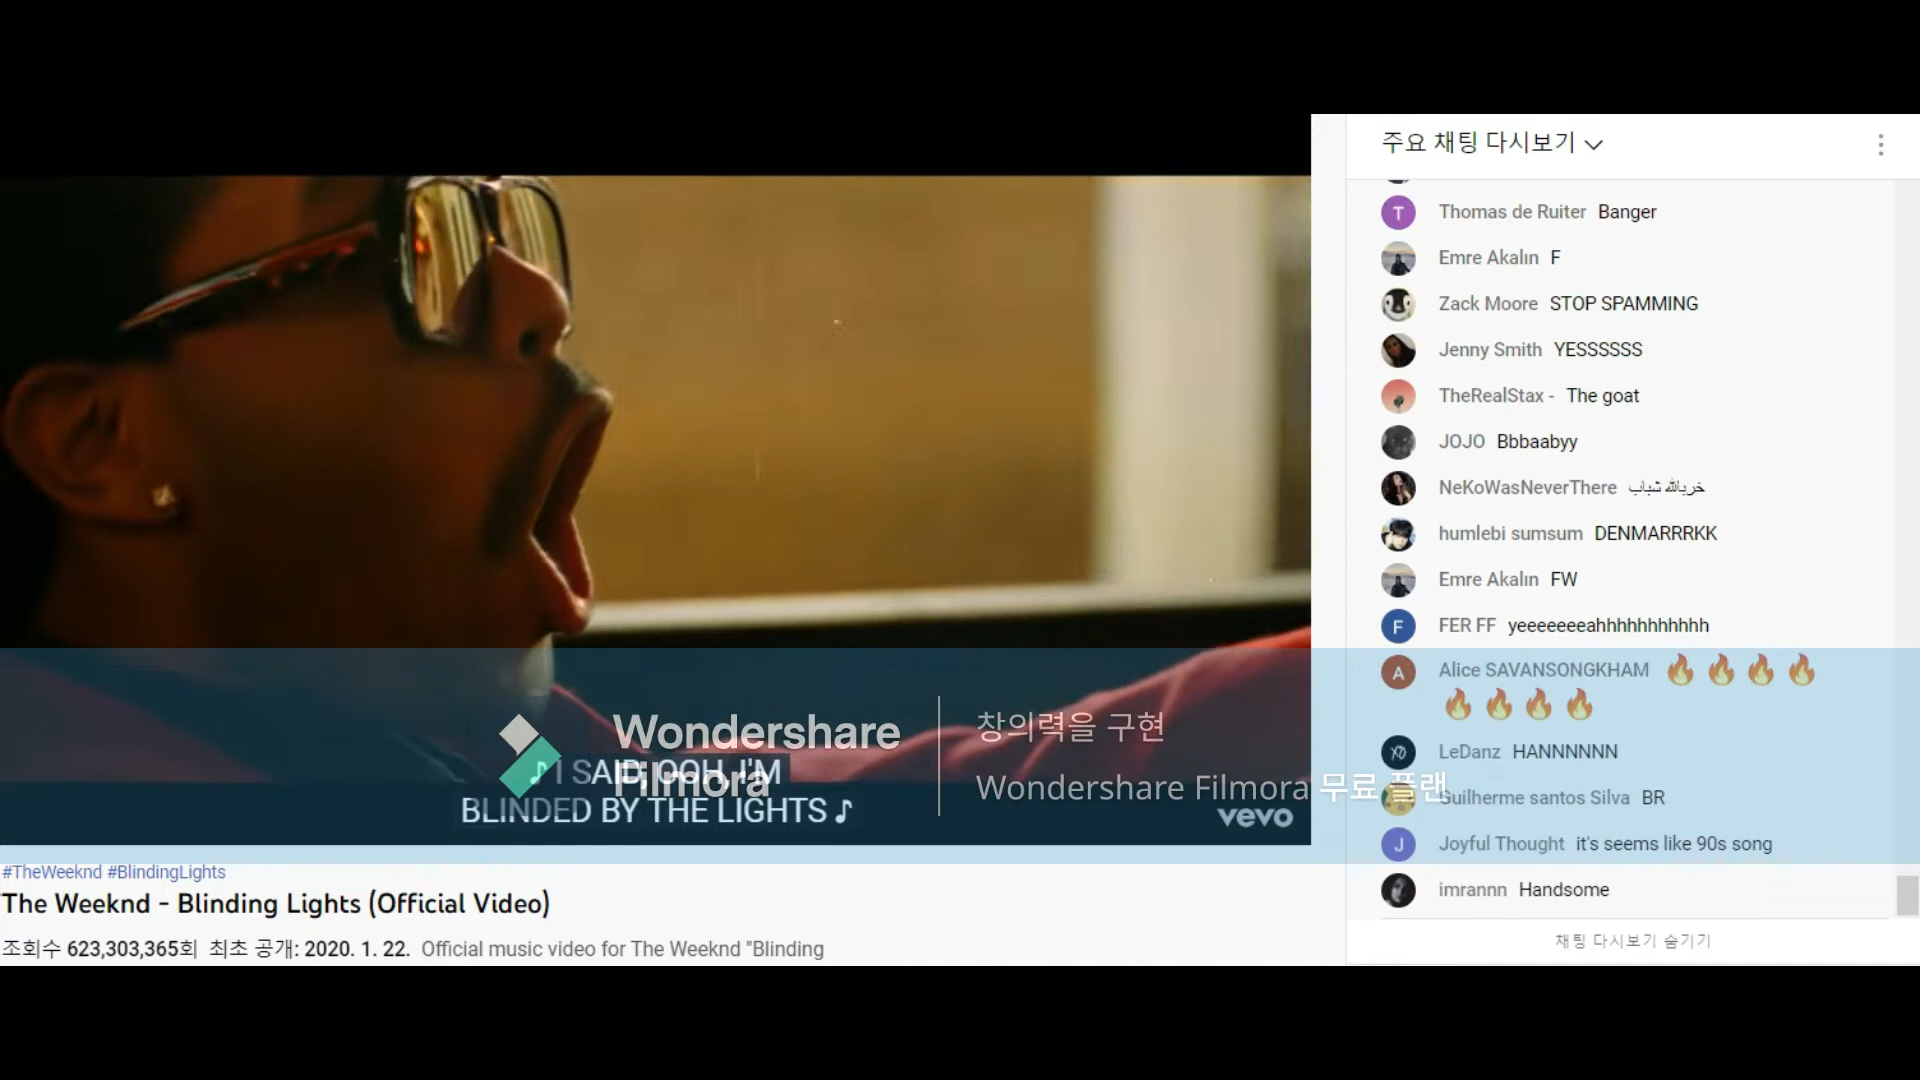 주요 채팅 다시보기
T Thomas de Ruiter Banger
Emre Akalın F
Zack Moore STOP SPAMMING
Jenny Smith YESSSSSS
TheRealStax - The goat
JOJO Bbbaabyy
NeKoWasNeverThere خربالله شباب
humlebi sumsum DENMARRRKK
Emre Akalın FW
F FER FF yeeeeeeeahhhhhhhhhhh
A Alice SAVANSONGKHAM 🔥🔥🔥🔥
🔥🔥🔥🔥
XO LeDanz HANNNNNN
Guilherme santos Silva BR
J Joyful Thought it's seems like 90s song
imrannn Handsome
채팅 다시보기 숨기기
Wondershare
Filmora
창의력을 구현
Wondershare Filmora 무료 플랜
♪ I SAID, OOH, I'M
BLINDED BY THE LIGHTS ♪
vevo
#TheWeeknd #BlindingLights
The Weeknd - Blinding Lights (Official Video)
조회수 623,303,365회 최초 공개: 2020. 1. 22. Official music video for The Weeknd "Blinding